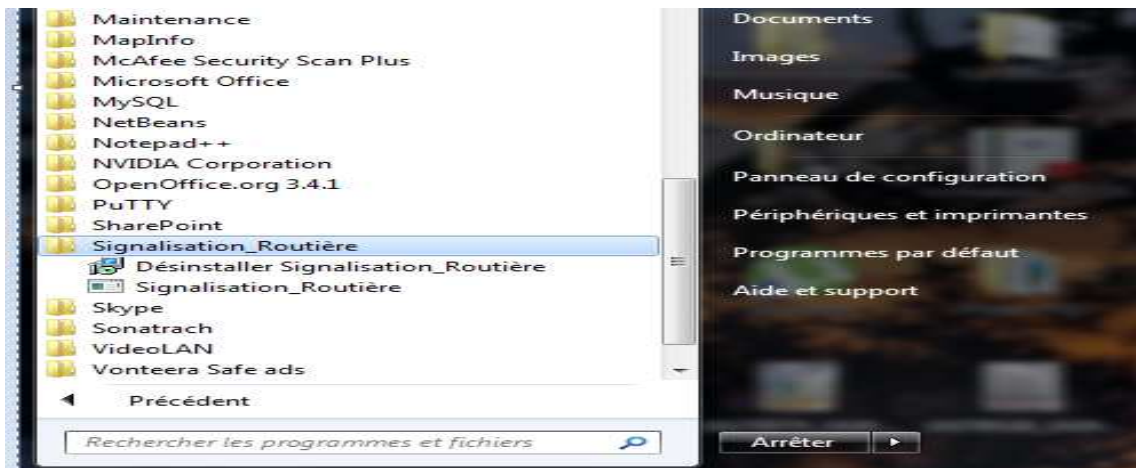 Maintenance
MapInfo
McAfee Security Scan Plus
Microsoft Office
MySQL
NetBeans
Notepad++
NVIDIA Corporation
OpenOffice.org 3.4.1
PuTTY
SharePoint
Signalisation_Routière
Désinstaller Signalisation_Routière
Signalisation_Routière
Skype
Sonatrach
VideoLAN
Vonteera Safe ads
Précédent
Rechercher les programmes et fichiers
Documents
Images
Musique
Ordinateur
Panneau de configuration
Périphériques et imprimantes
Programmes par défaut
Aide et support
Arrêter